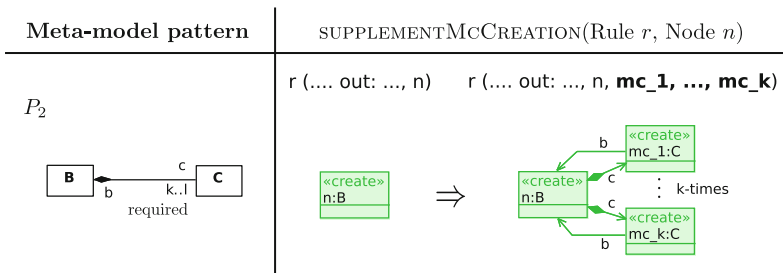 Meta-model pattern
SUPPLEMENTMCCREATION(Rule r, Node n)
r (.... out: ..., n)
r (.... out: ..., n, mc_1, ..., mc_k)
P2
B
b
c
k..l
required
C
«create»
n:B
⇒
«create»
n:B
b
c
«create»
mc_1:C
⋮ k-times
c
b
«create»
mc_k:C